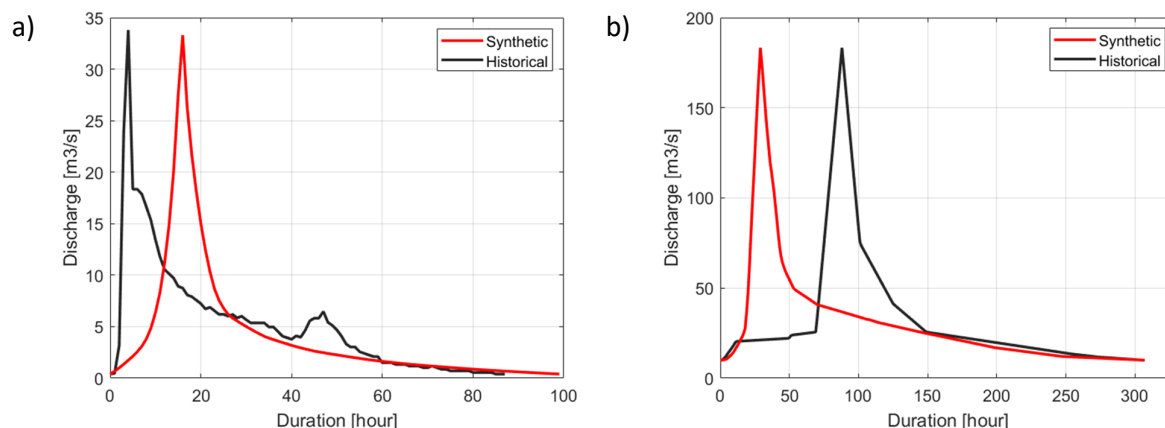 a)
35
30
25
20
15
10
5
0
Discharge [m3/s]
Synthetic
Historical
0 20 40 60 80 100
Duration [hour]
b)
200
150
100
50
0
Discharge [m3/s]
Synthetic
Historical
0 50 100 150 200 250 300
Duration [hour]